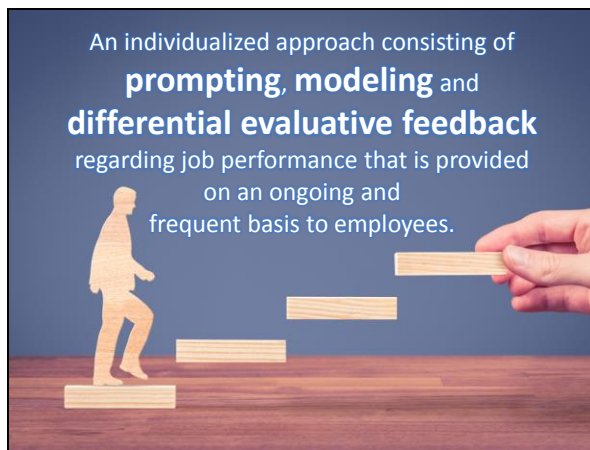 An individualized approach consisting of
prompting, modeling and
differential evaluative feedback
regarding job performance that is provided
on an ongoing and
frequent basis to employees.